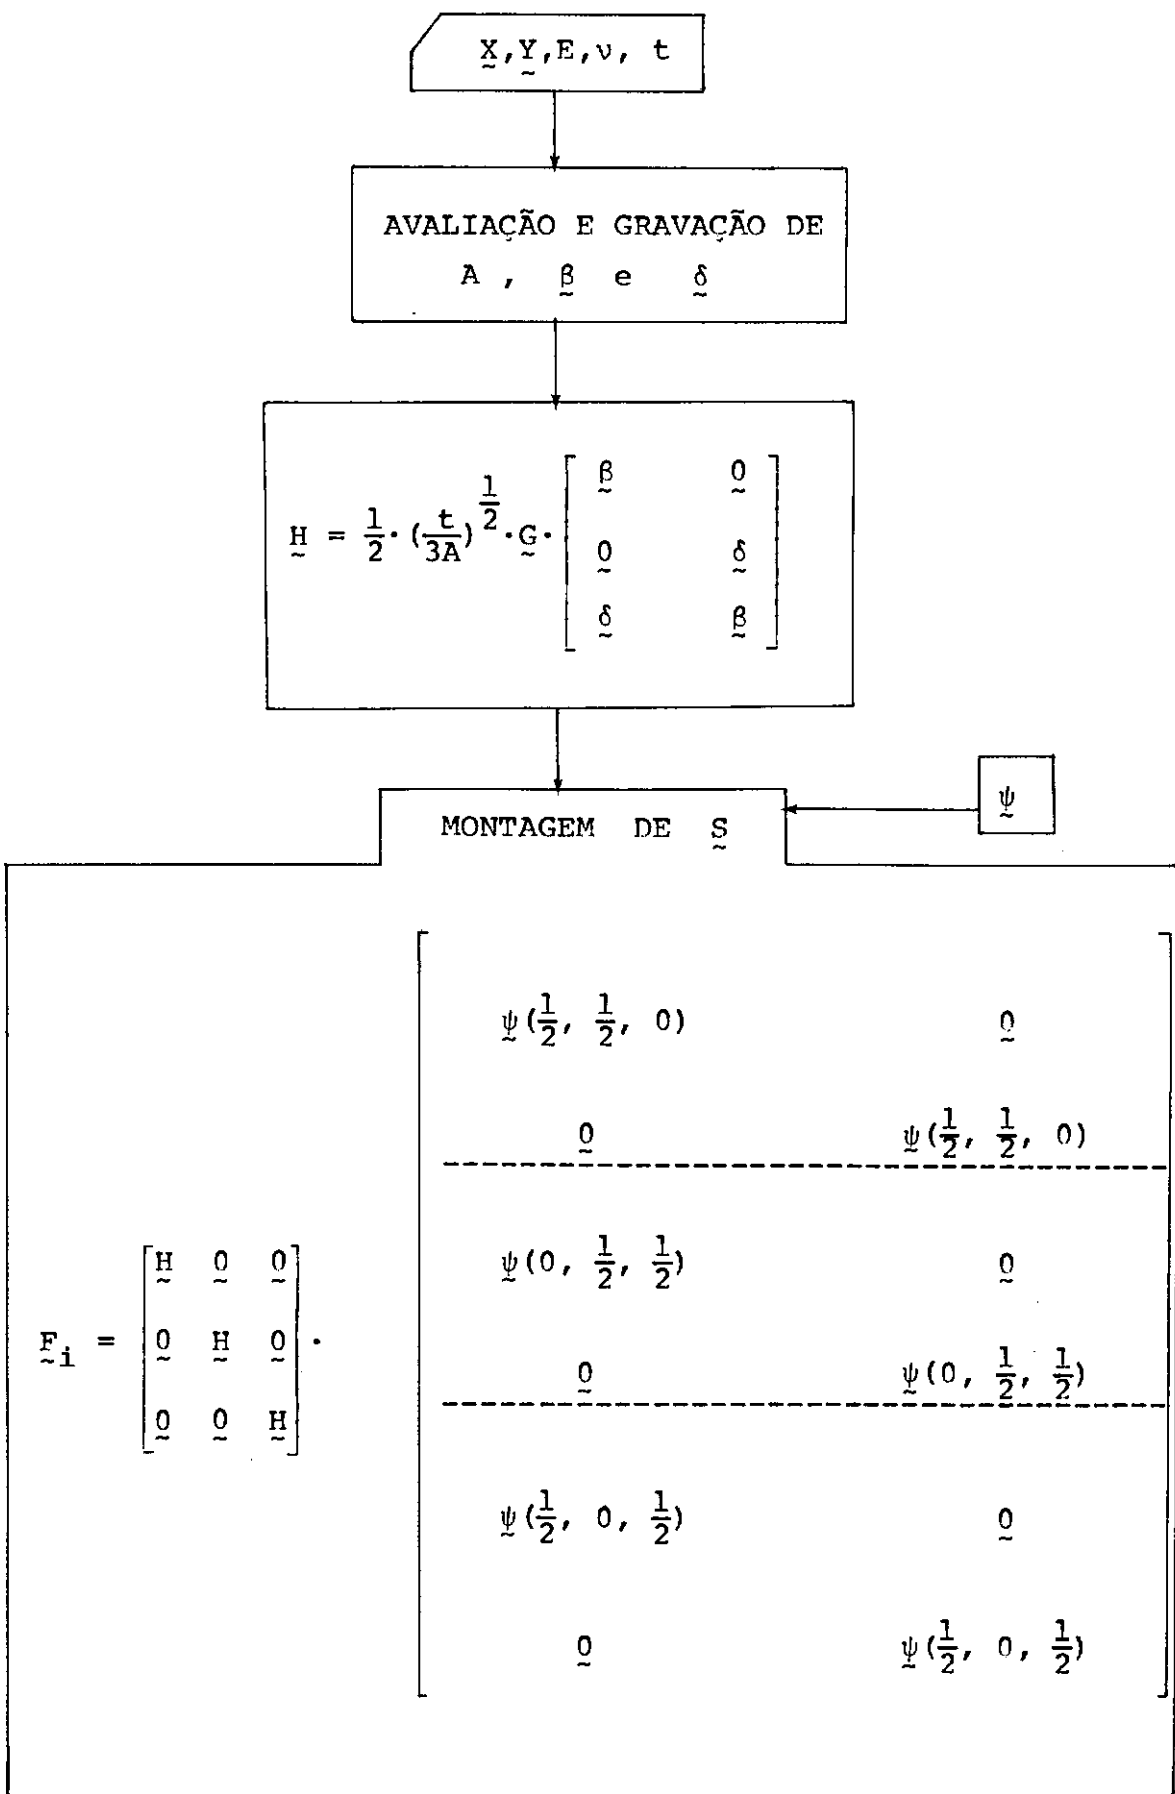 X̰,Y̰,E,ν, t
AVALIAÇÃO E GRAVAÇÃO DE
A , β̰ e δ̰
H̰ = 1/2 · (t/3A)^1/2 · G̰ · [ β̰ 0̰
0̰ δ̰
δ̰ β̰ ]
ψ̰
MONTAGEM DE S̰
ψ̰(1/2, 1/2, 0) 0̰
0̰ ψ̰(1/2, 1/2, 0)
ψ̰(0, 1/2, 1/2) 0̰
0̰ ψ̰(0, 1/2, 1/2)
ψ̰(1/2, 0, 1/2) 0̰
0̰ ψ̰(1/2, 0, 1/2)
F̰i = [ H̰ 0̰ 0̰
0̰ H̰ 0̰
0̰ 0̰ H̰ ] ·